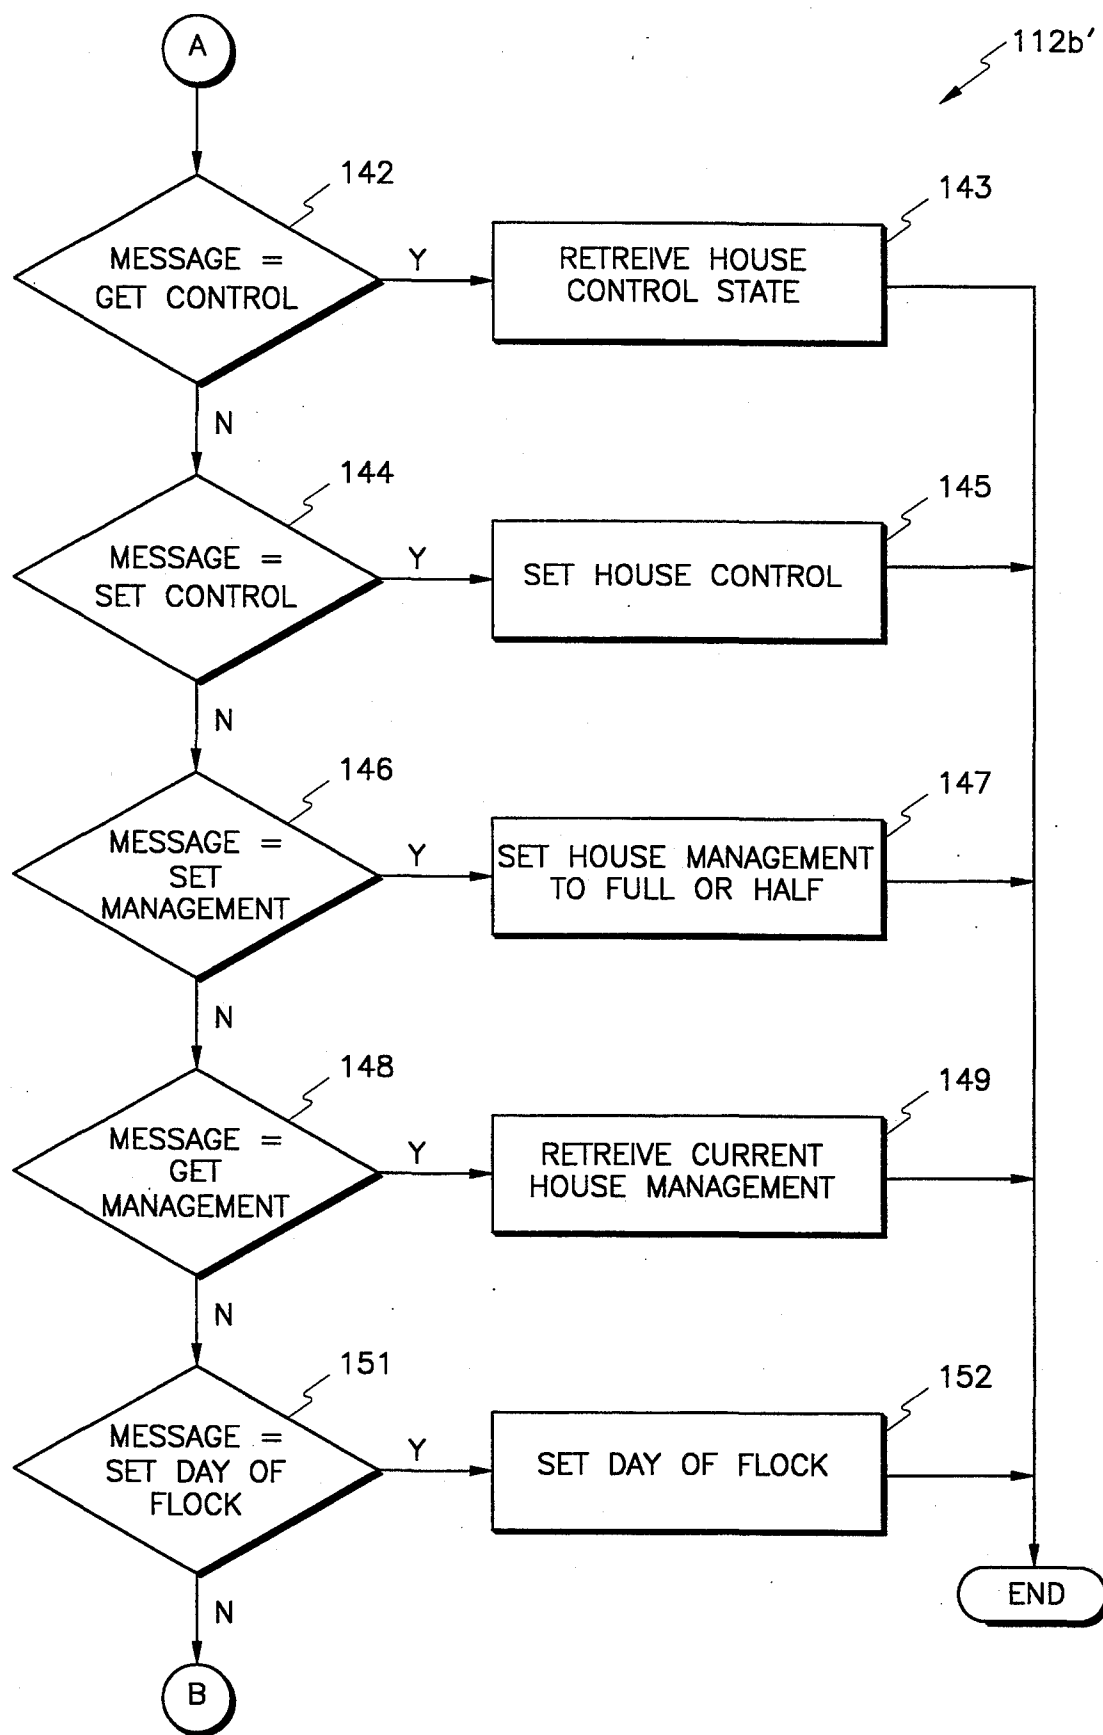 A
112b'
142
MESSAGE =
GET CONTROL
Y
143
RETREIVE HOUSE
CONTROL STATE
N
144
MESSAGE =
SET CONTROL
Y
145
SET HOUSE CONTROL
N
146
MESSAGE =
SET
MANAGEMENT
Y
147
SET HOUSE MANAGEMENT
TO FULL OR HALF
N
148
MESSAGE =
GET
MANAGEMENT
Y
149
RETREIVE CURRENT
HOUSE MANAGEMENT
N
151
MESSAGE =
SET DAY OF
FLOCK
Y
152
SET DAY OF FLOCK
N
END
B